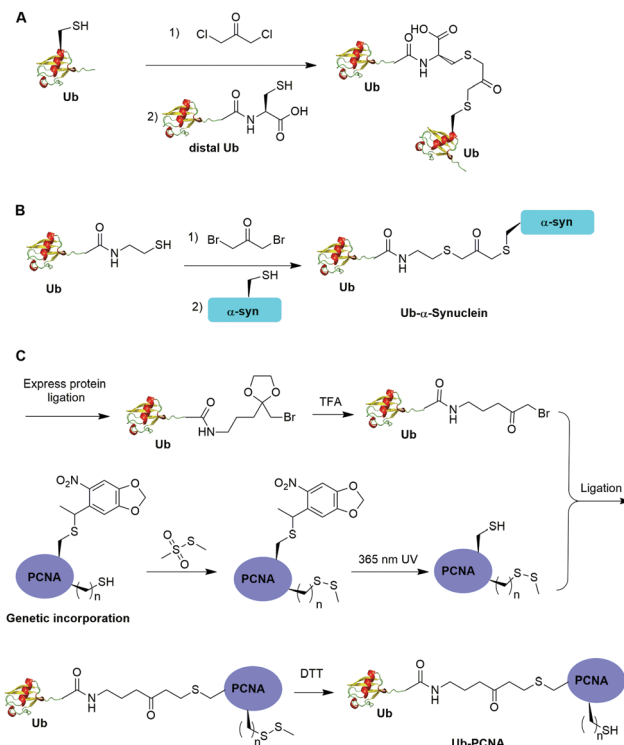 A
SH
Ub
1)
O
Cl Cl
2)
O
N
H
SH
OH
O
distal Ub
HO O
O
N
H
S
O
S
Ub
Ub
B
O
N
H
SH
Ub
1)
O
Br Br
SH
2)
α-syn
O
N
H
S
O
S
α-syn
Ub
Ub-α-Synuclein
C
Express protein
ligation
O
HN
O O
Br
Ub
TFA
O
N
H
O
Br
Ub
Ligation
O2N
O
O
S
PCNA
SH
n
Genetic incorporation
O
S
S
O
O2N
O
O
S
PCNA
S
S
n
365 nm UV
SH
PCNA
S
S
n
O
N
H
O
S
PCNA
S
S
n
Ub
DTT
O
N
H
O
S
PCNA
SH
n
Ub
Ub-PCNA